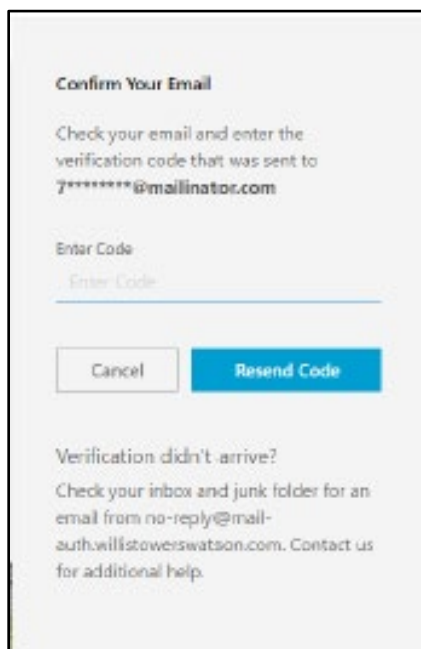 Confirm Your Email
Check your email and enter the
verification code that was sent to
7********@mailinator.com
Enter Code
Enter Code
Cancel
Resend Code
Verification didn't arrive?
Check your inbox and junk folder for an
email from no-reply@mail-
auth.willistowerswatson.com. Contact us
for additional help.